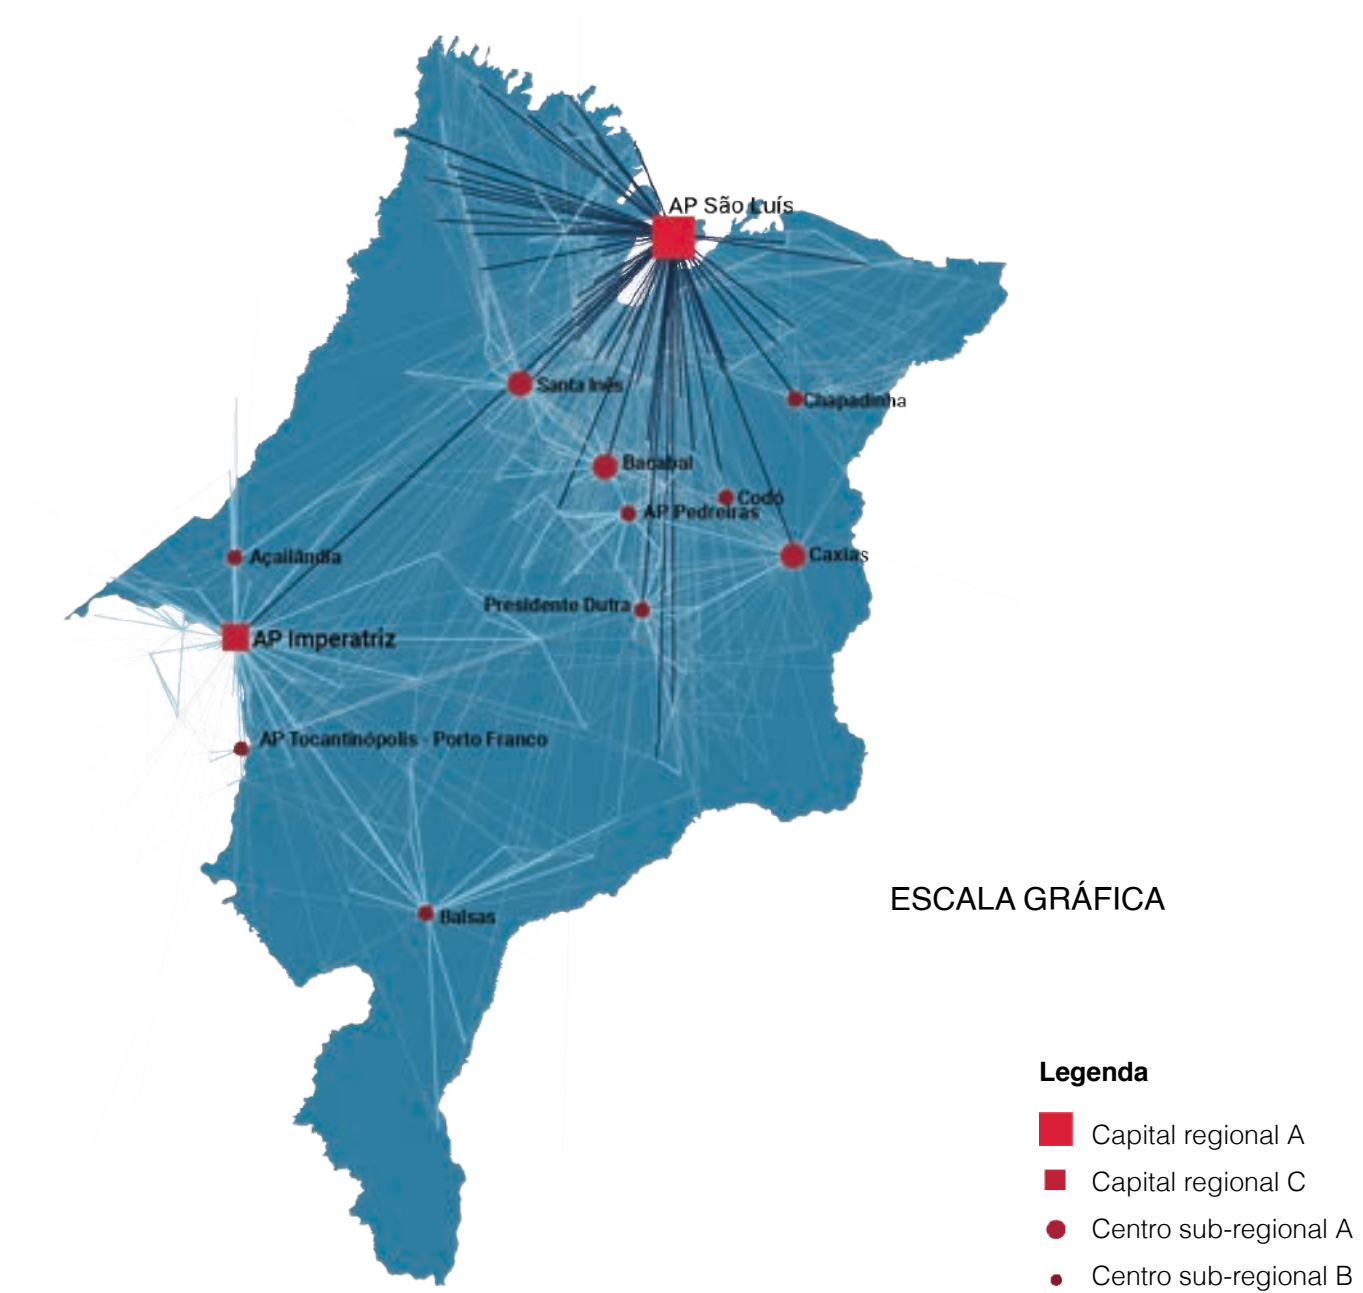 AP São Luís
Santa Inês
Chapadinha
Bacabal
Codó
AP Pedreiras
Açailândia
Caxias
Presidente Dutra
AP Imperatriz
AP Tocantinópolis - Porto Franco
Balsas
ESCALA GRÁFICA
Legenda
Capital regional A
Capital regional C
Centro sub-regional A
Centro sub-regional B